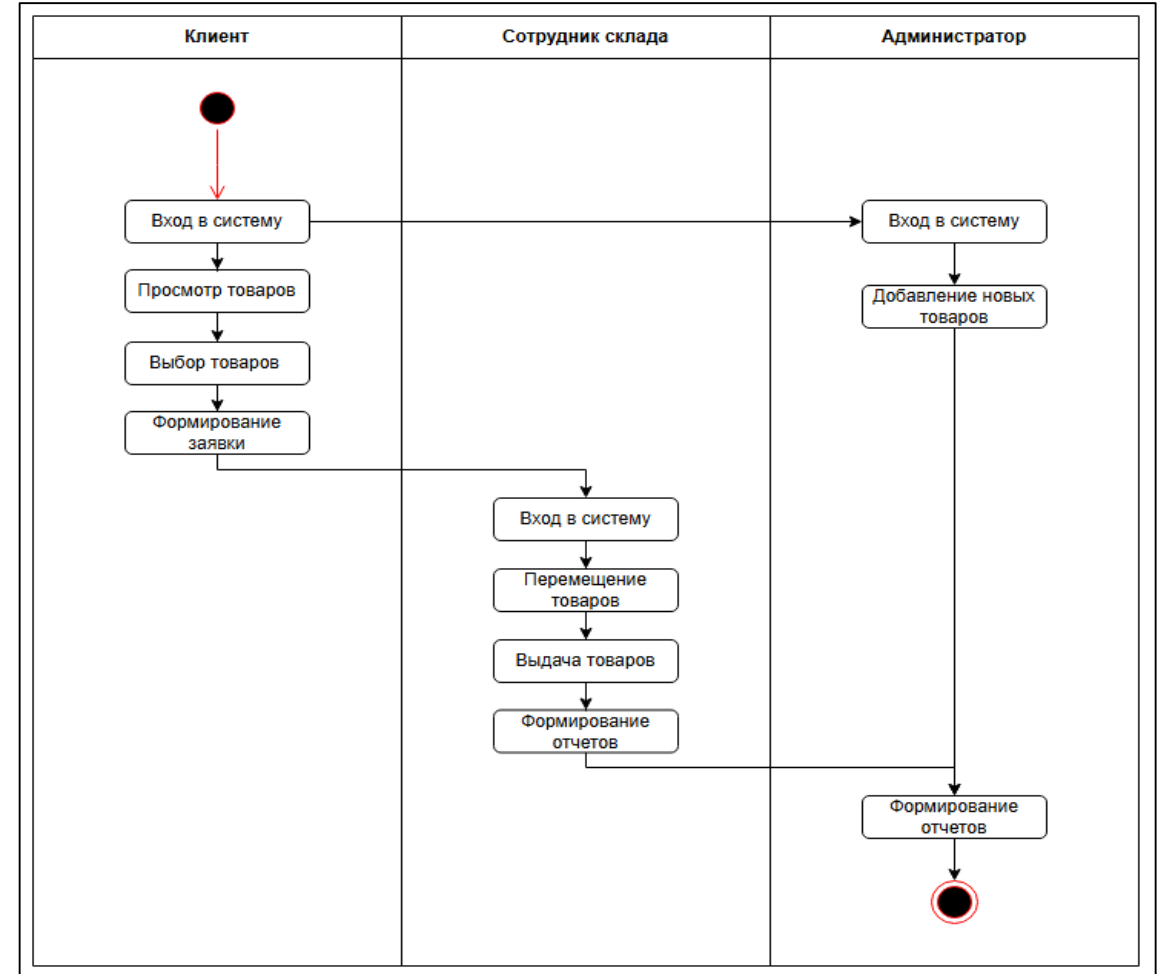 Клиент
Сотрудник склада
Администратор
Вход в систему
Вход в систему
Просмотр товаров
Добавление новых
товаров
Выбор товаров
Формирование
заявки
Вход в систему
Перемещение
товаров
Выдача товаров
Формирование
отчетов
Формирование
отчетов